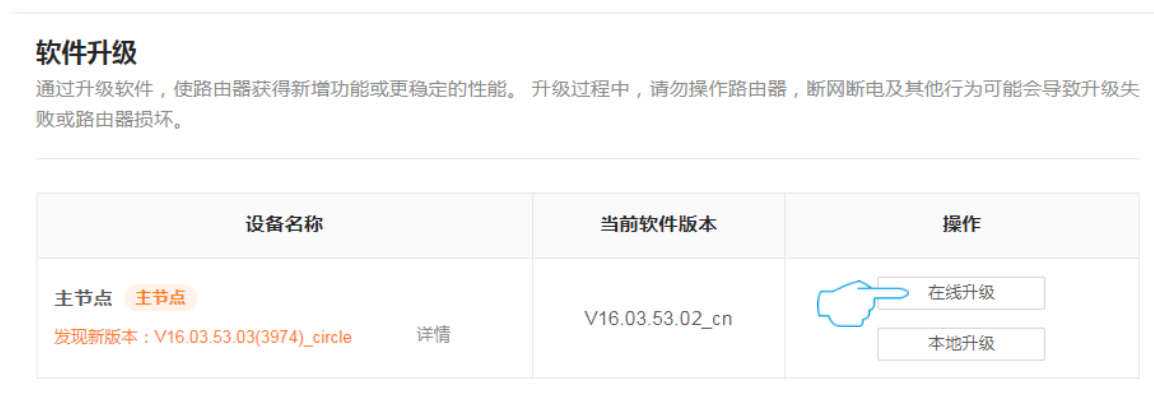 软件升级
通过升级软件，使路由器获得新增功能或更稳定的性能。 升级过程中，请勿操作路由器，断网断电及其他行为可能会导致升级失
败或路由器损坏。
设备名称 当前软件版本 操作
主节点 主节点
发现新版本：V16.03.53.03(3974)_circle 详情
V16.03.53.02_cn
在线升级
本地升级